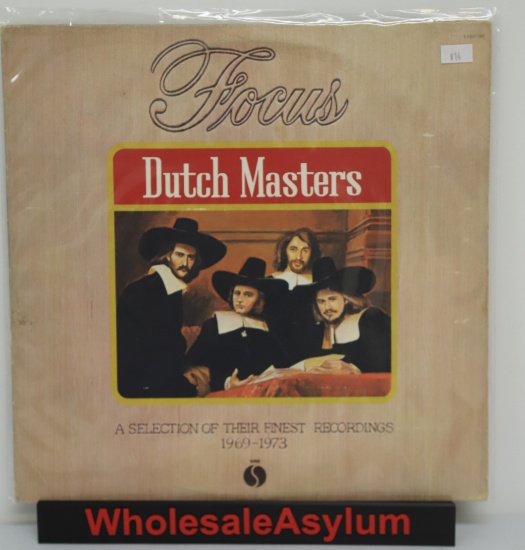 Focus
Dutch Masters
A SELECTION OF THEIR FINEST RECORDINGS
1969-1973
WholesaleAsylum